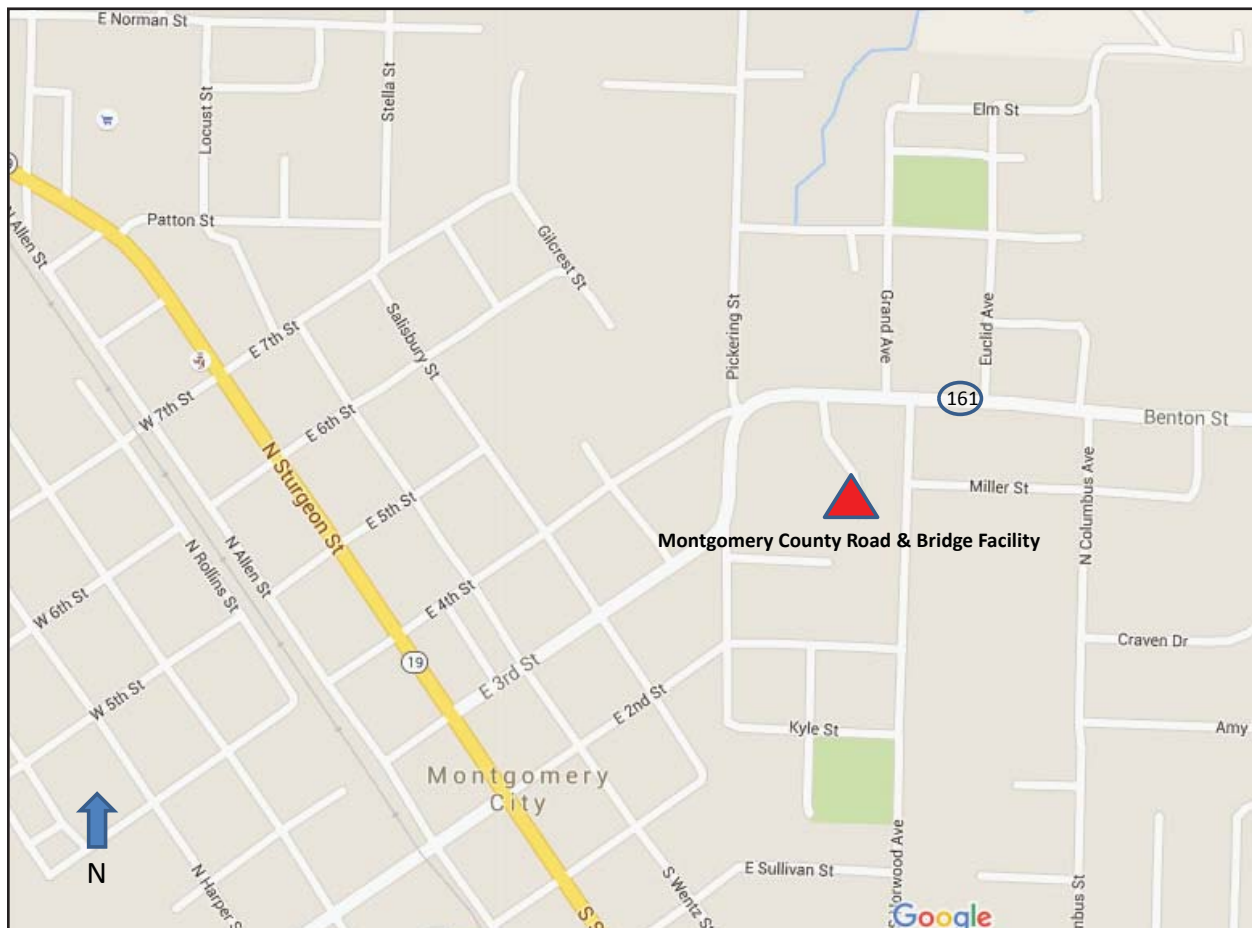 E Norman St
Locust St
Stella St
Elm St
Patton St
N Allen St
Gilcrest St
Salisbury St
Pickering St
Grand Ave
Euclid Ave
E 7th St
W 7th St
161
Benton St
E 6th St
N Sturgeon St
E 5th St
Miller St
Montgomery County Road & Bridge Facility
N Columbus Ave
N Rollins St
N Allen St
W 6th St
E 4th St
Craven Dr
19
E 3rd St
W 5th St
E 2nd St
Kyle St
Amy
Montgomery
City
N
N Harper S
S Wentz St
E Sullivan St
S Norwood Ave
mbus St
S S
Google